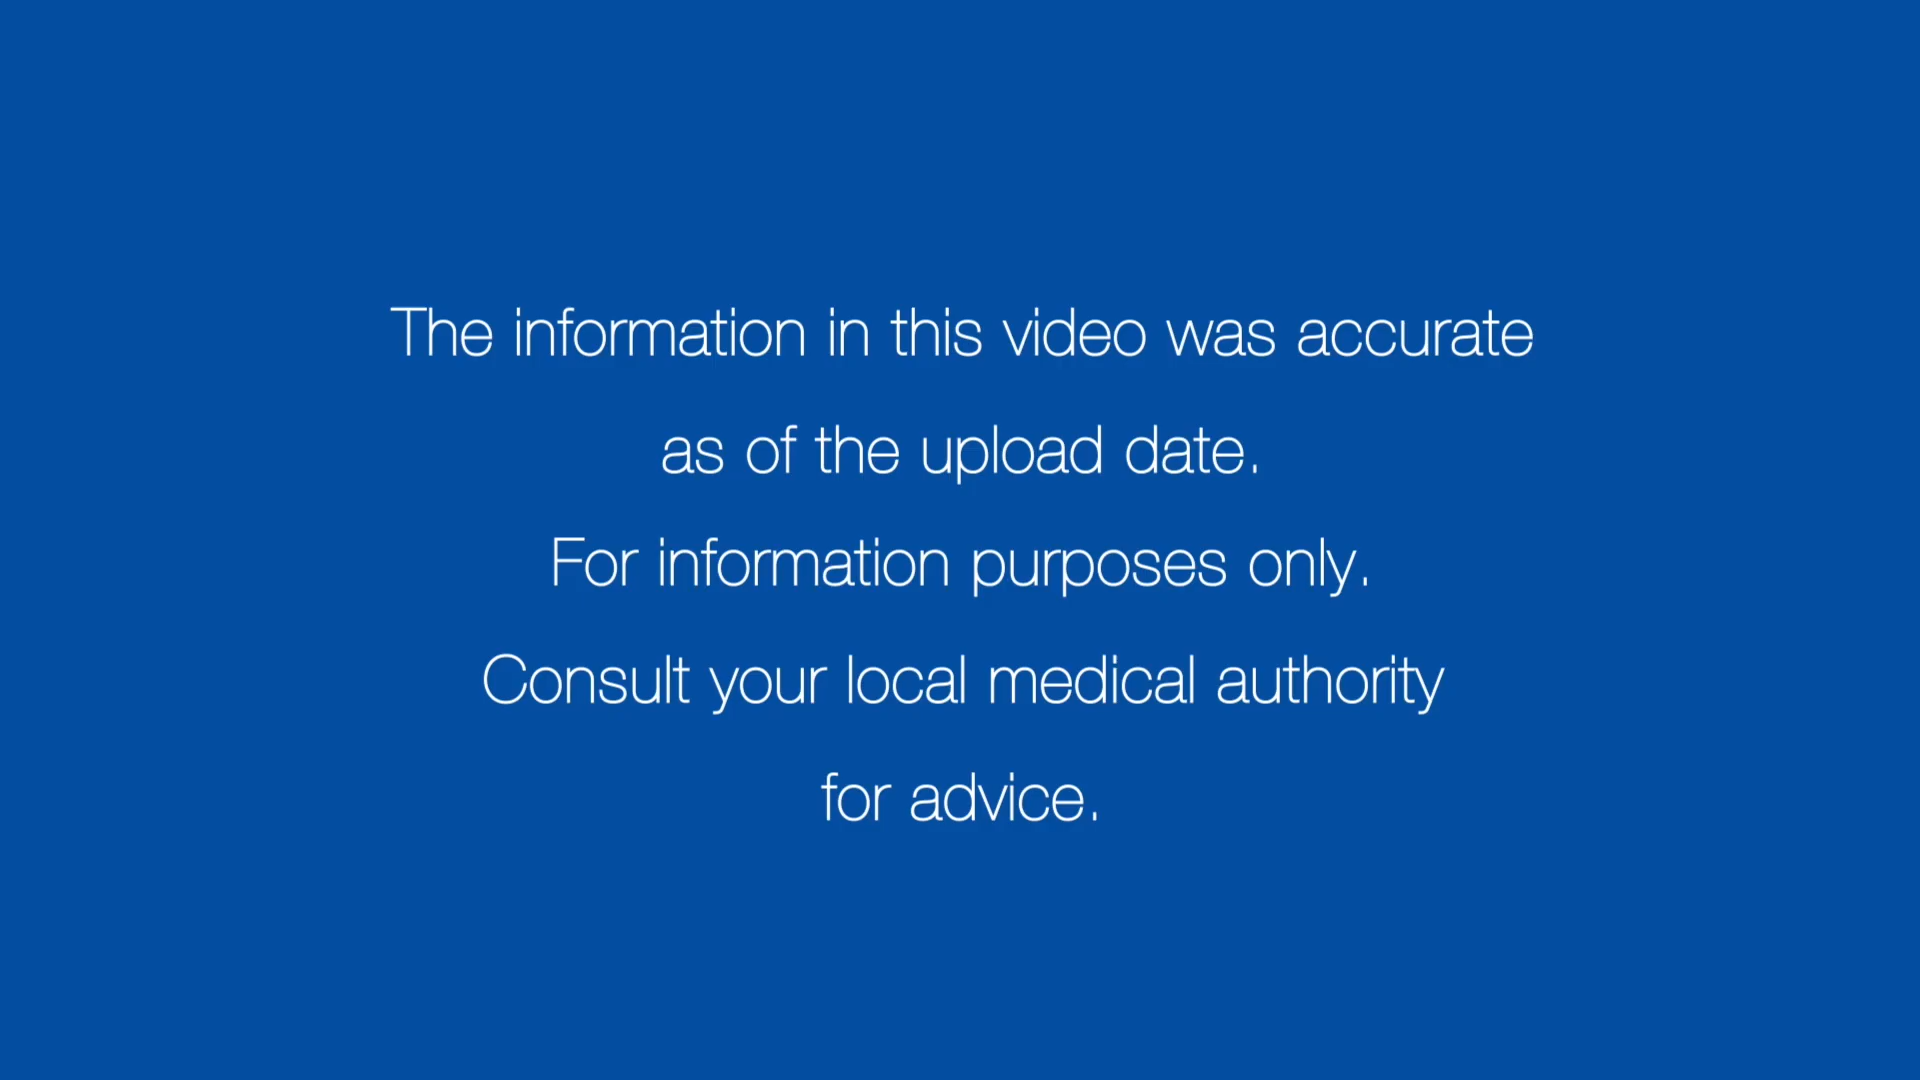 The information in this video was accurate
as of the upload date.
For information purposes only.
Consult your local medical authority
for advice.